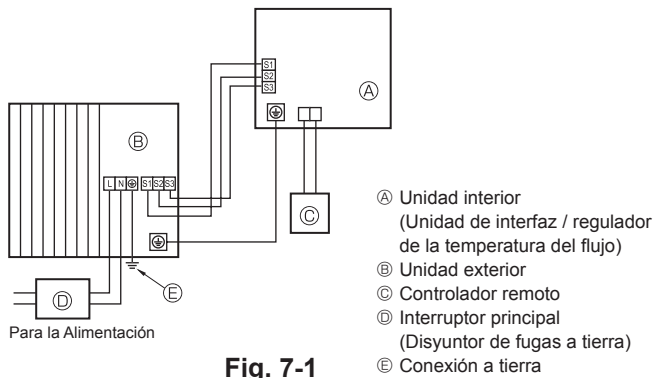 S1
S2
S3
Ⓐ
Ⓑ
L N S1 S2 S3
Ⓒ
Ⓓ
Ⓔ
Para la Alimentación
Fig. 7-1
Ⓐ Unidad interior
(Unidad de interfaz / regulador
de la temperatura del flujo)
Ⓑ Unidad exterior
Ⓒ Controlador remoto
Ⓓ Interruptor principal
(Disyuntor de fugas a tierra)
Ⓔ Conexión a tierra